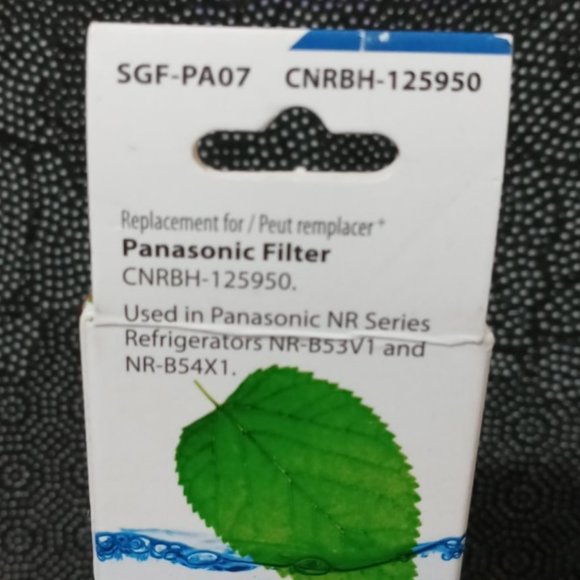 SGF-PA07 CNRBH-125950
Replacement for / Peut remplacer+
Panasonic Filter
CNRBH-125950.
Used in Panasonic NR Series
Refrigerators NR-B53V1 and
NR-B54X1.